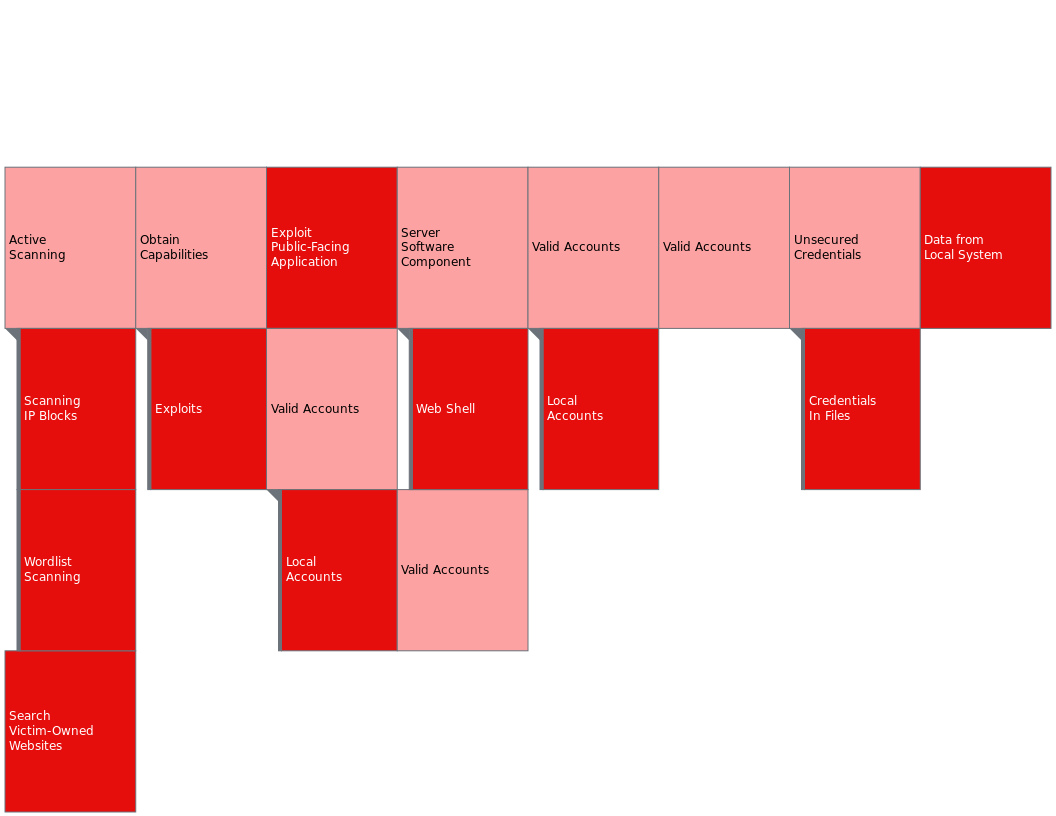 Active
Scanning
Obtain
Capabilities
Exploit
Public-Facing
Application
Server
Software
Component
Valid Accounts
Valid Accounts
Unsecured
Credentials
Data from
Local System
Scanning
IP Blocks
Exploits
Valid Accounts
Web Shell
Local
Accounts
Credentials
In Files
Wordlist
Scanning
Local
Accounts
Valid Accounts
Search
Victim-Owned
Websites